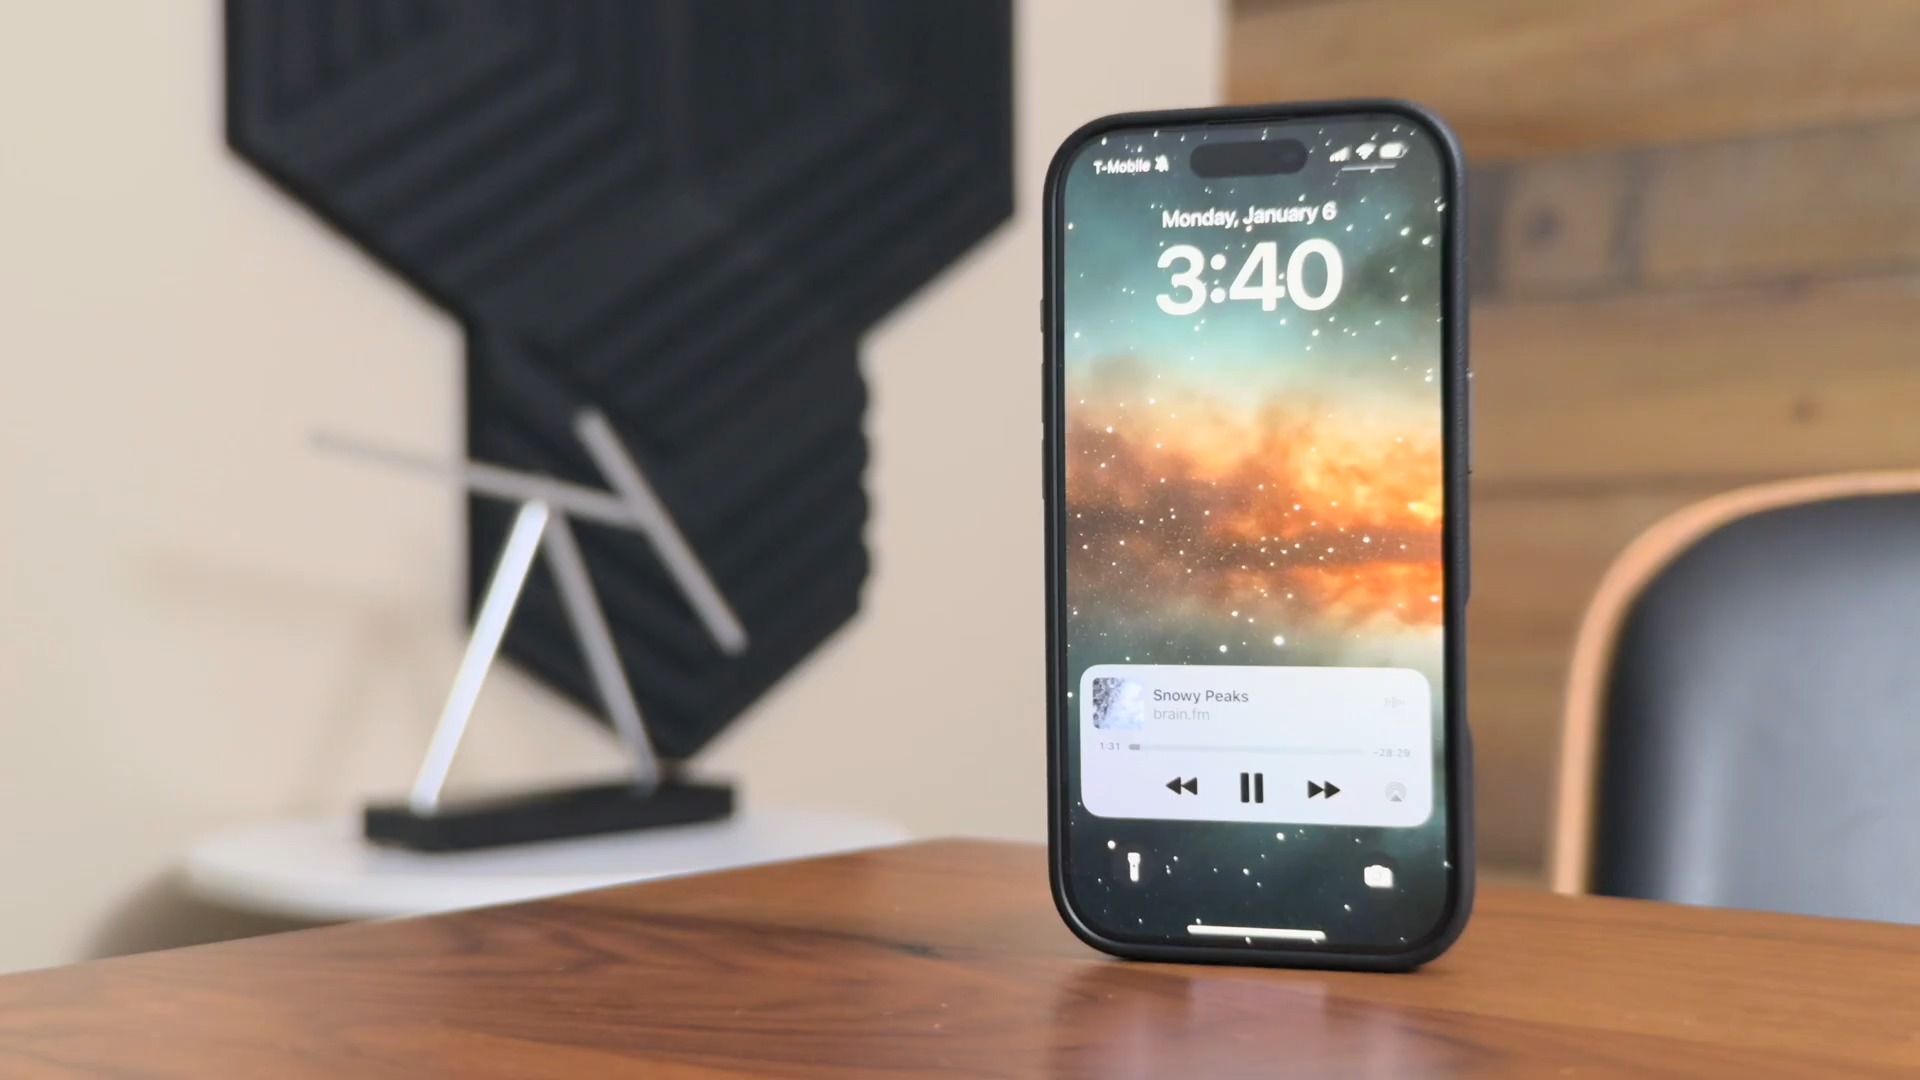 T-Mobile
Monday, January 6
3:40
Snowy Peaks
brain.fm
1:31
-28:29